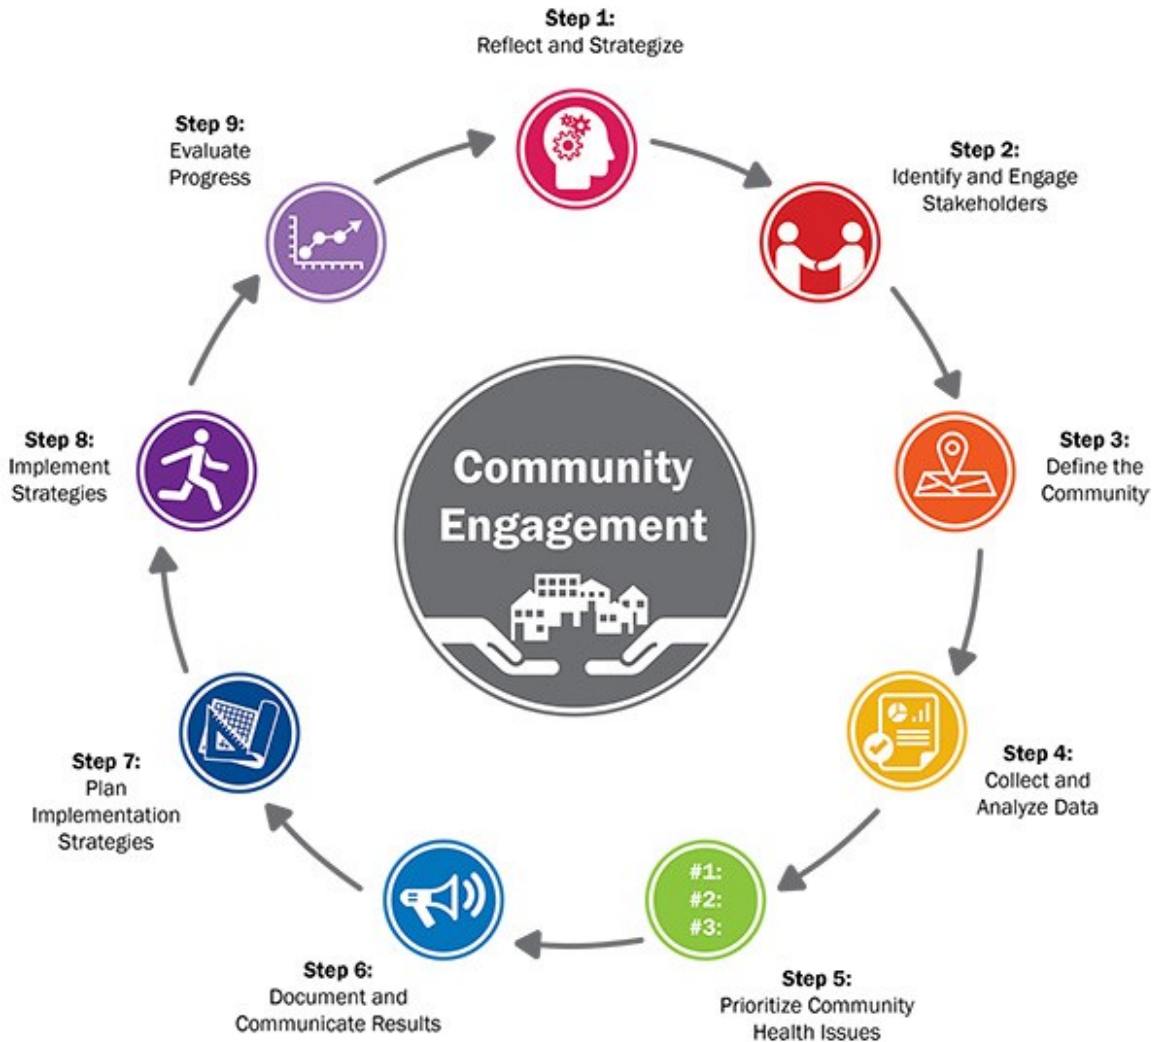 Step 1:
Reflect and Strategize
Step 2:
Identify and Engage
Stakeholders
Step 3:
Define the
Community
Step 4:
Collect and
Analyze Data
#1:
#2:
#3:
Step 5:
Prioritize Community
Health Issues
Step 6:
Document and
Communicate Results
Step 7:
Plan
Implementation
Strategies
Step 8:
Implement
Strategies
Step 9:
Evaluate
Progress
Community
Engagement